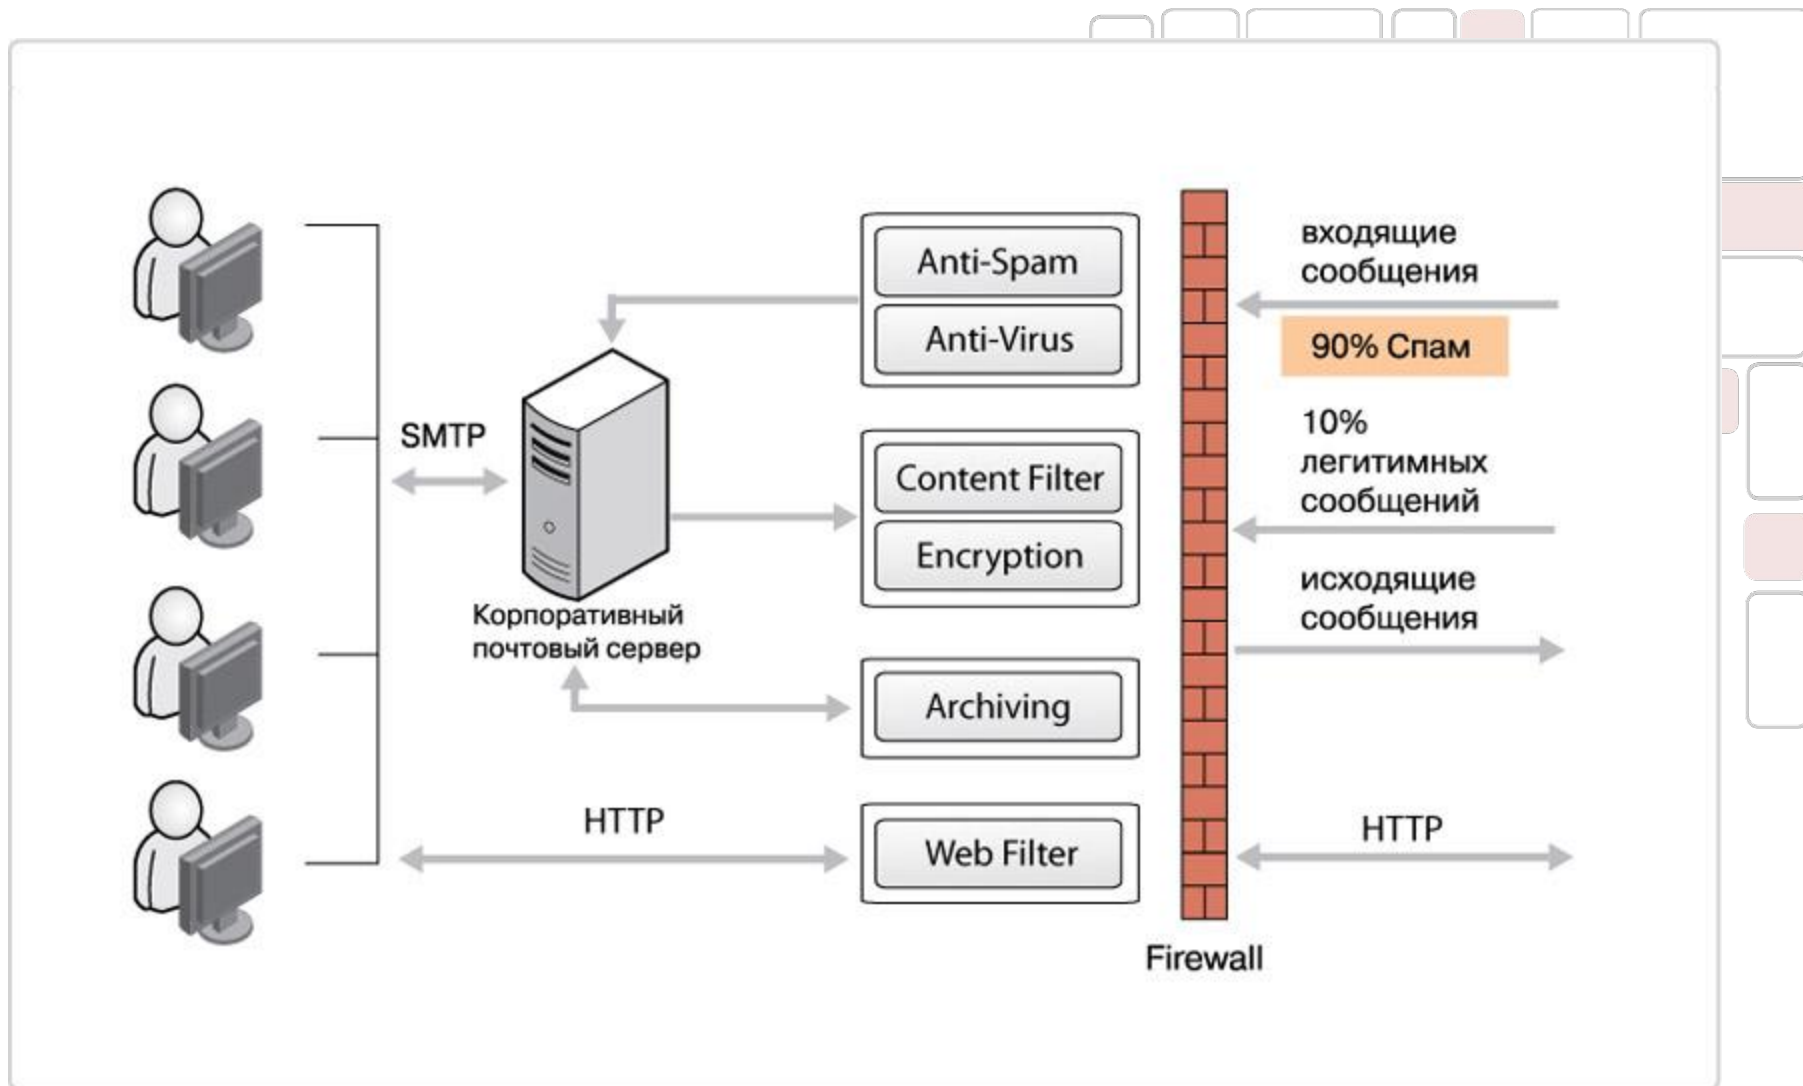 Anti-Spam
Anti-Virus
входящие
сообщения
90% Спам
SMTP
Content Filter
Encryption
10%
легитимных
сообщений
исходящие
сообщения
Корпоративный
почтовый сервер
Archiving
HTTP
Web Filter
HTTP
Firewall